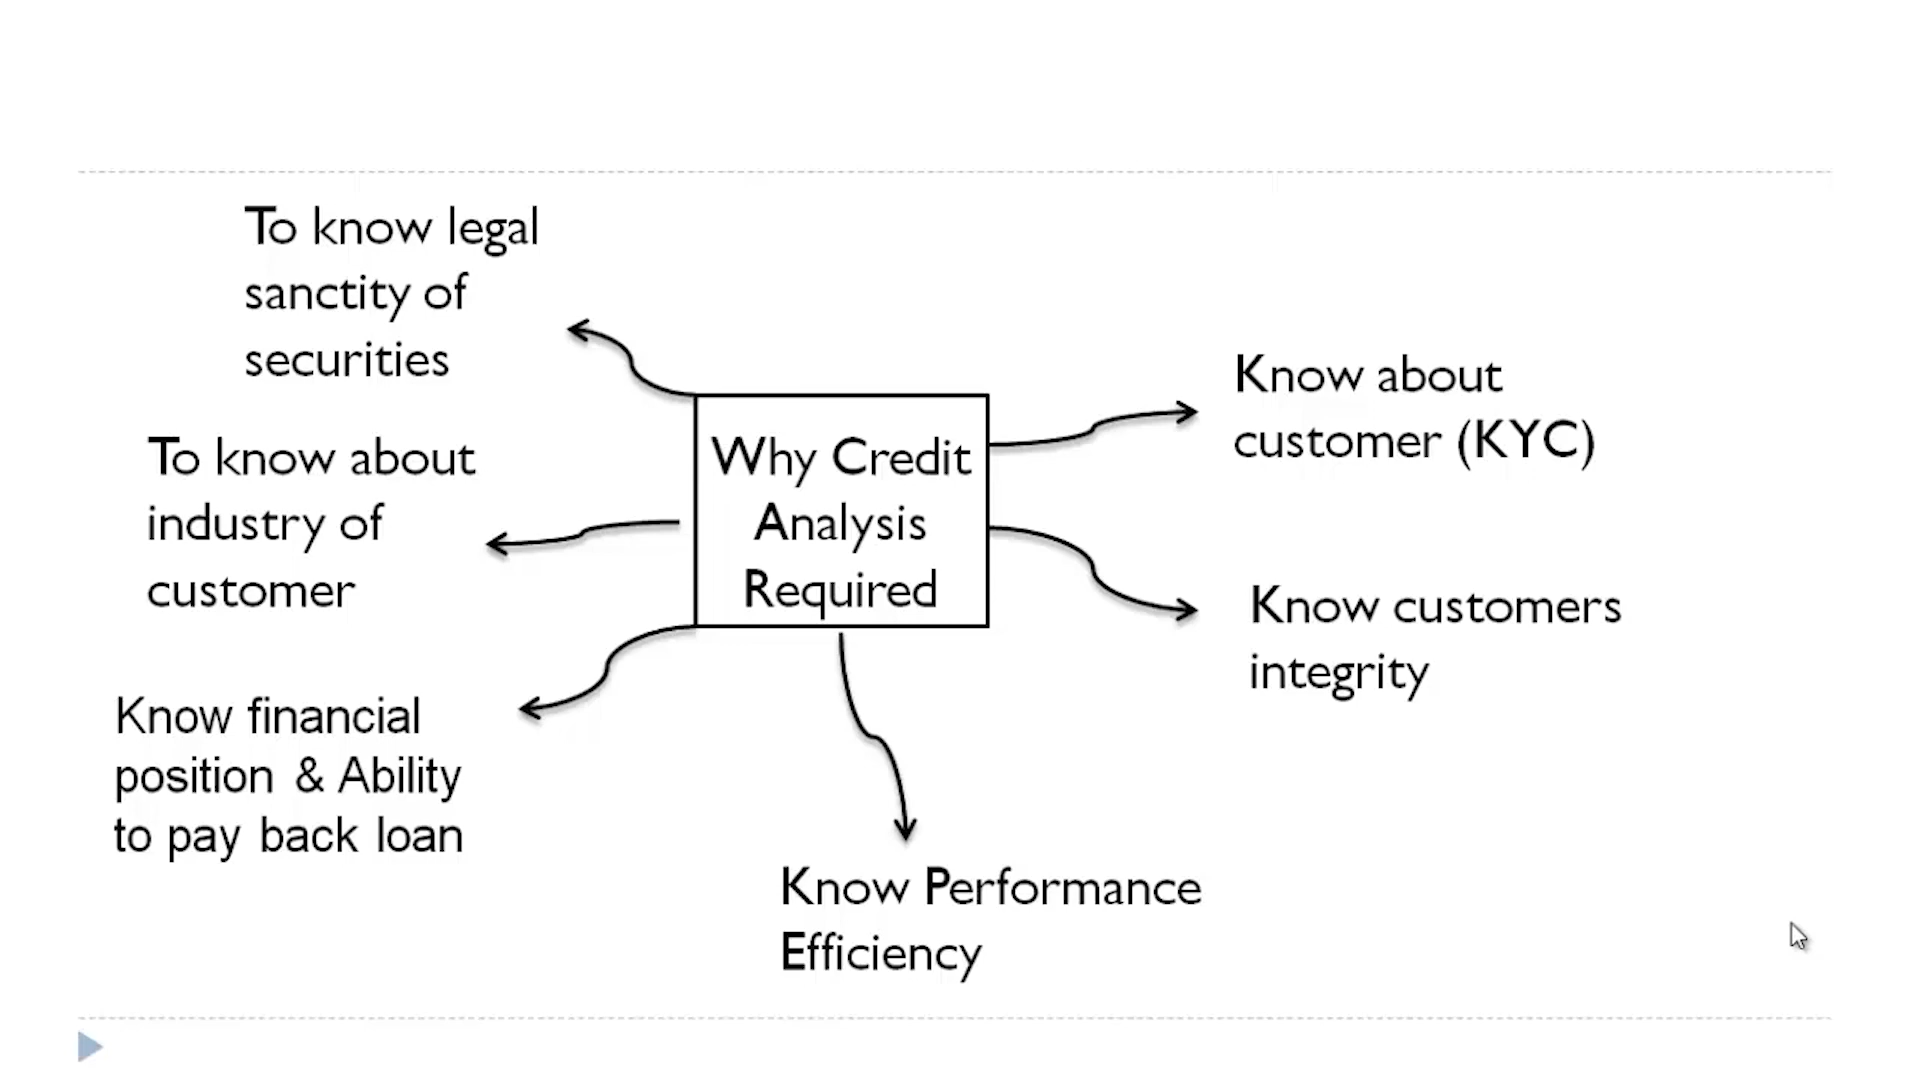 To know legal
sanctity of
securities
Know about
customer (KYC)
Why Credit
Analysis
Required
To know about
industry of
customer
Know customers
integrity
Know financial
position & Ability
to pay back loan
Know Performance
Efficiency